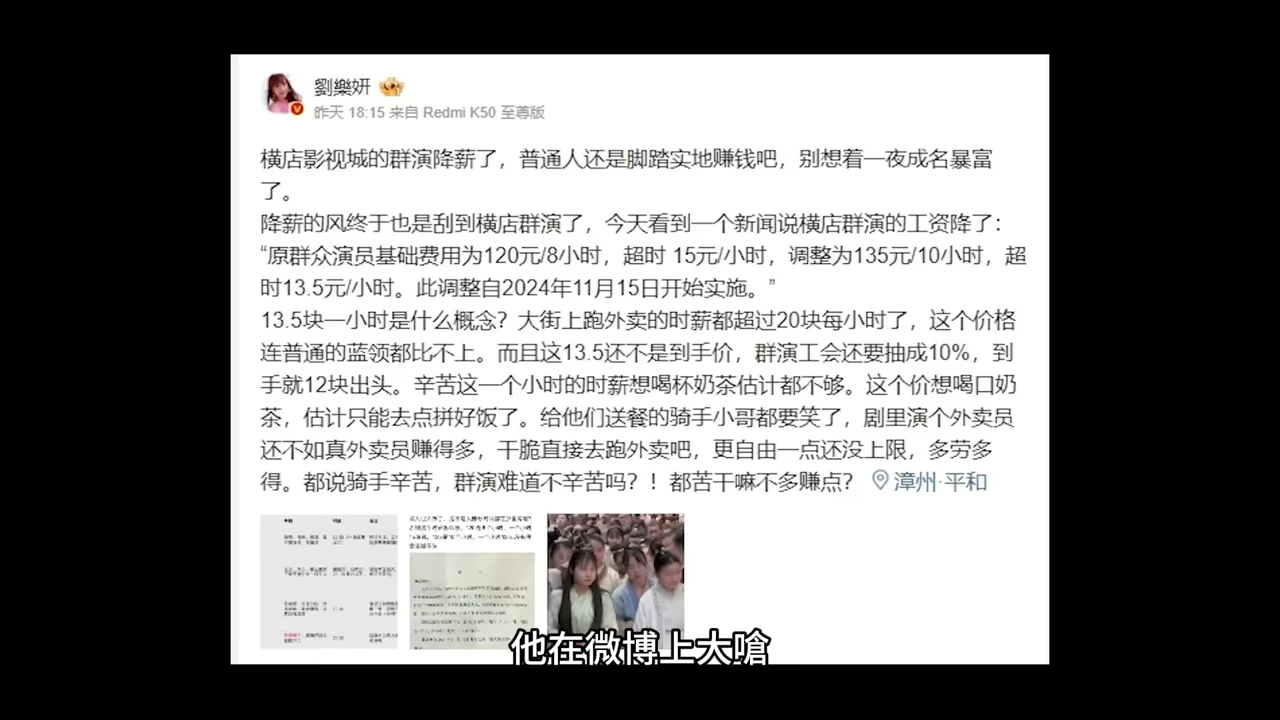 劉樂妍
昨天 18:15 来自 Redmi K50 至尊版
横店影视城的群演降薪了，普通人还是脚踏实地赚钱吧，别想着一夜成名暴富
了。
降薪的风终于也是刮到横店群演了，今天看到一个新闻说横店群演的工资降了：
“原群众演员基础费用为120元/8小时，超时 15元/小时，调整为135元/10小时，超
时13.5元/小时。此调整自2024年11月15日开始实施。”
13.5块一小时是什么概念？大街上跑外卖的时薪都超过20块每小时了，这个价格
连普通的蓝领都比不上。而且这13.5还不是到手价，群演工会还要抽成10%，到
手就12块出头。辛苦这一个小时的时薪想喝杯奶茶估计都不够。这个价想喝口奶
茶，估计只能去点拼好饭了。给他们送餐的骑手小哥都要笑了，剧里演个外卖员
还不如真外卖员赚得多，干脆直接去跑外卖吧，更自由一点还没上限，多劳多
得。都说骑手辛苦，群演难道不辛苦吗？！都苦干嘛不多赚点？ 漳州·平和
他在微博上大嗆